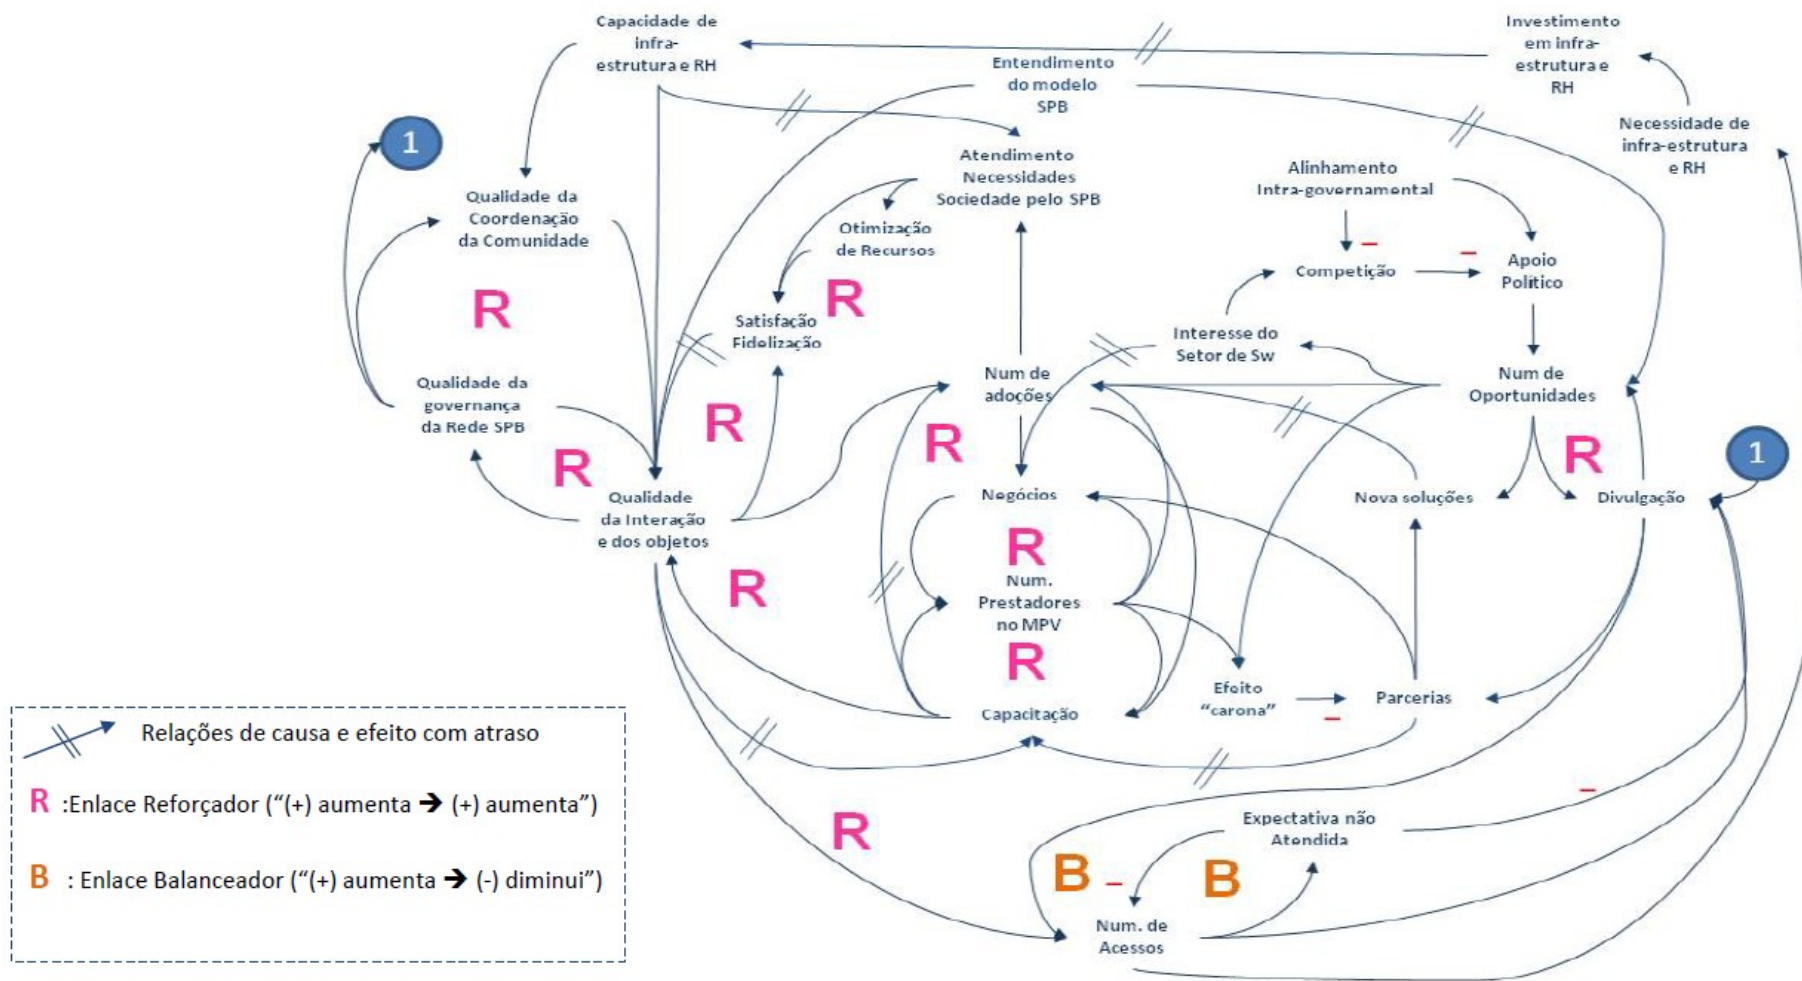 Capacidade de
infra-
estrutura e RH
Investimento
em infra-
estrutura e
RH
Entendimento
do modelo
SPB
Necessidade de
infra-estrutura
e RH
1
Atendimento
Necessidades
Sociedade pelo SPB
Alinhamento
Intra-governamental
Qualidade da
Coordenação
da Comunidade
Otimização
de Recursos
–
–
Competição
Apoio
Político
R
R
Satisfação
Fidelização
Interesse do
Setor de Sw
Qualidade da
governança
da Rede SPB
Num de
adoções
Num de
Oportunidades
R
R
R
R
1
Qualidade
da Interação
e dos objetos
Negócios
Nova soluções
Divulgação
R
R
Num.
Prestadores
no MPV
R
Efeito
“carona”
–
Parcerias
Capacitação
Relações de causa e efeito com atraso
R :Enlace Reforçador (“(+) aumenta ➔ (+) aumenta”)
B : Enlace Balanceador (“(+) aumenta ➔ (-) diminui”)
R
–
Expectativa não
Atendida
B
–
B
Num. de
Acessos